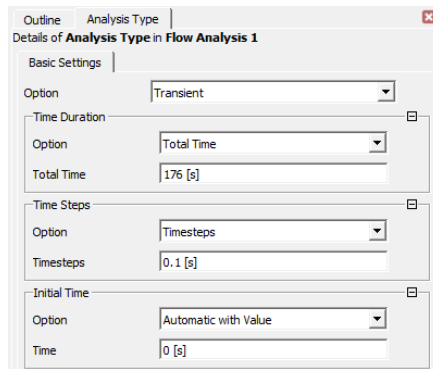 Outline Analysis Type
Details of Analysis Type in Flow Analysis 1
Basic Settings
Option Transient
Time Duration
Option Total Time
Total Time 176 [s]
Time Steps
Option Timesteps
Timesteps 0.1 [s]
Initial Time
Option Automatic with Value
Time 0 [s]